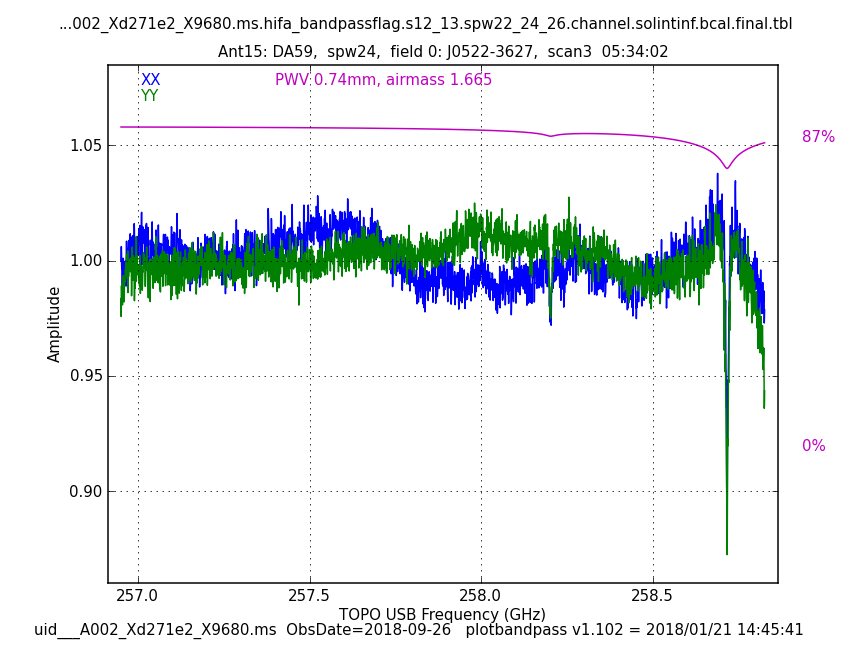 ...002_Xd271e2_X9680.ms.hifa_bandpassflag.s12_13.spw22_24_26.channel.solintinf.bcal.final.tbl
Ant15: DA59,  spw24,  field 0: J0522-3627,  scan3  05:34:02
XX
PWV 0.74mm, airmass 1.665
YY
87%
1.05
1.00
0.95
0.90
0%
Amplitude
257.0
257.5
258.0
258.5
TOPO USB Frequency (GHz)
uid___A002_Xd271e2_X9680.ms  ObsDate=2018-09-26   plotbandpass v1.102 = 2018/01/21 14:45:41